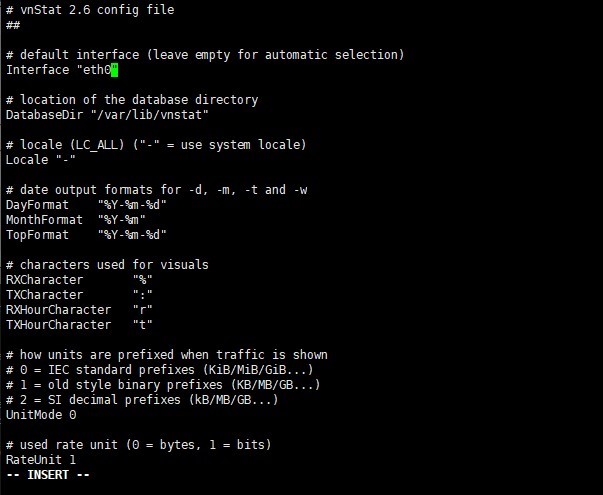 # vnStat 2.6 config file
##
# default interface (leave empty for automatic selection)
Interface "eth0"
# location of the database directory
DatabaseDir "/var/lib/vnstat"
# locale (LC_ALL) ("-" = use system locale)
Locale "-"
# date output formats for -d, -m, -t and -w
DayFormat    "%Y-%m-%d"
MonthFormat  "%Y-%m"
TopFormat    "%Y-%m-%d"
# characters used for visuals
RXCharacter       "%"
TXCharacter       ":"
RXHourCharacter   "r"
TXHourCharacter   "t"
# how units are prefixed when traffic is shown
# 0 = IEC standard prefixes (KiB/MiB/GiB...)
# 1 = old style binary prefixes (KB/MB/GB...)
# 2 = SI decimal prefixes (kB/MB/GB...)
UnitMode 0
# used rate unit (0 = bytes, 1 = bits)
RateUnit 1
-- INSERT --